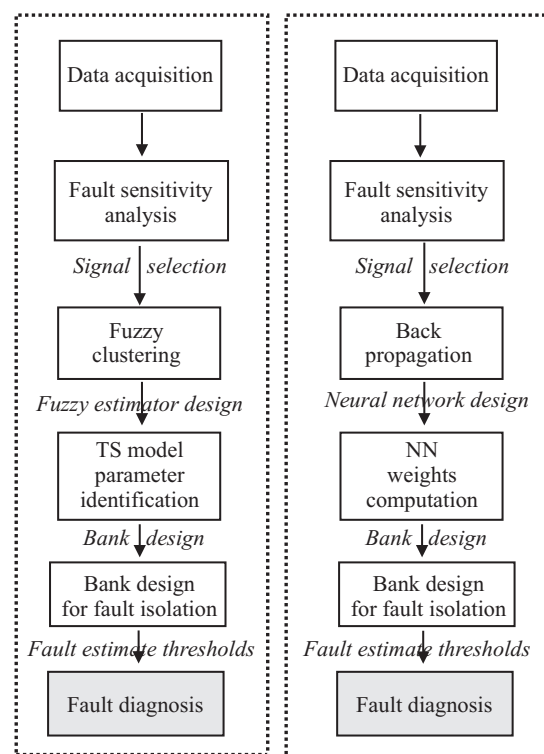 Data acquisition
Fault sensitivity
analysis
Signal selection
Fuzzy
clustering
Fuzzy estimator design
TS model
parameter
identification
Bank design
Bank design
for fault isolation
Fault estimate thresholds
Fault diagnosis
Data acquisition
Fault sensitivity
analysis
Signal selection
Back
propagation
Neural network design
NN
weights
computation
Bank design
Bank design
for fault isolation
Fault estimate thresholds
Fault diagnosis